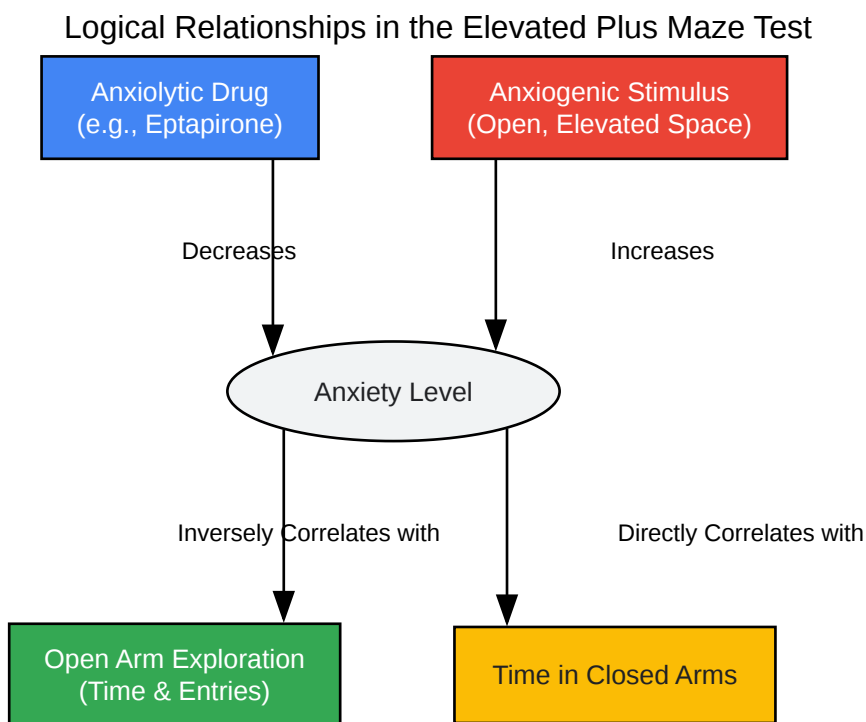 Logical Relationships in the Elevated Plus Maze Test
Anxiolytic Drug
(e.g., Eptapirone)
Anxiogenic Stimulus
(Open, Elevated Space)
Decreases
Increases
Anxiety Level
Inversely Correlates with
Directly Correlates with
Open Arm Exploration
(Time & Entries)
Time in Closed Arms